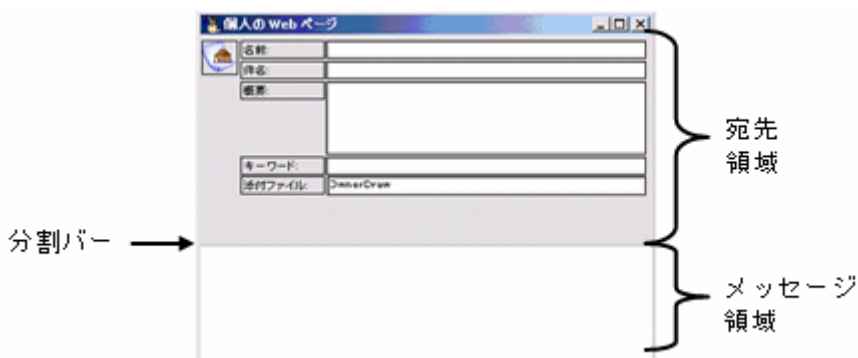 個人の Web ページ
名前:
件名:
概要:
キーワード:
添付ファイル:
OwnerDraw
宛先
領域
分割バー
メッセージ
領域